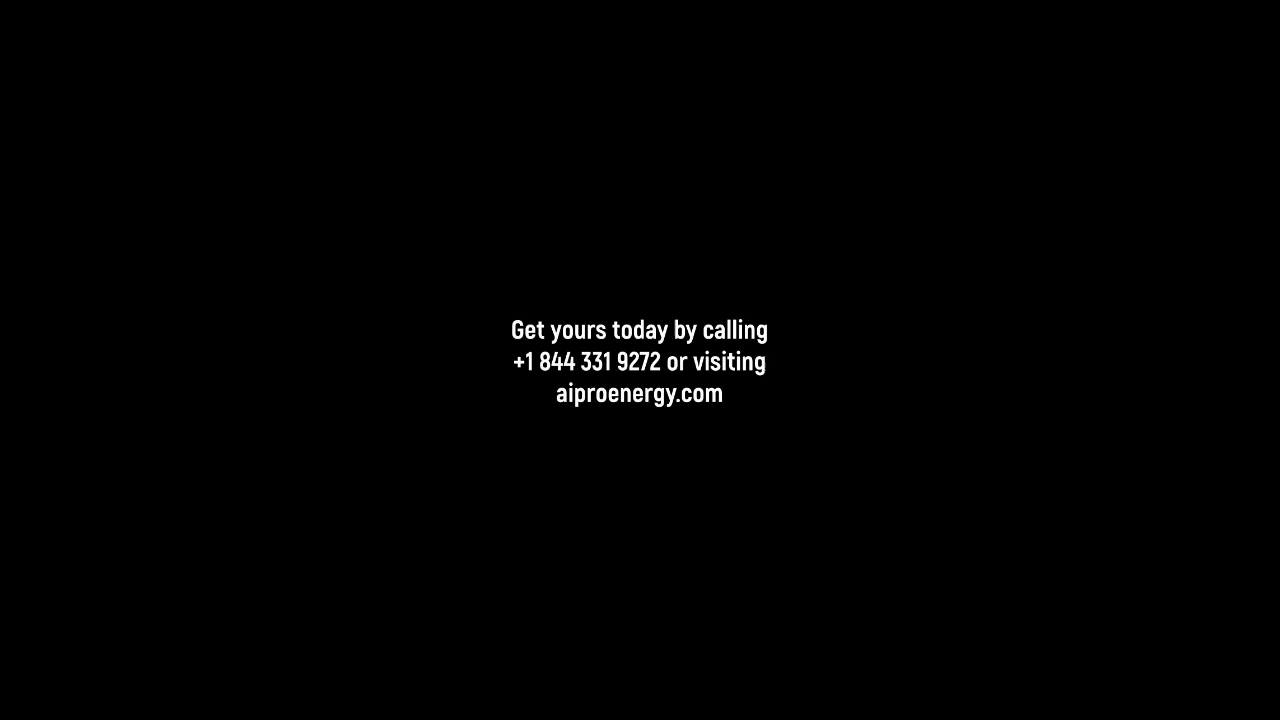 Get yours today by calling
+1 844 331 9272 or visiting
aiproenergy.com